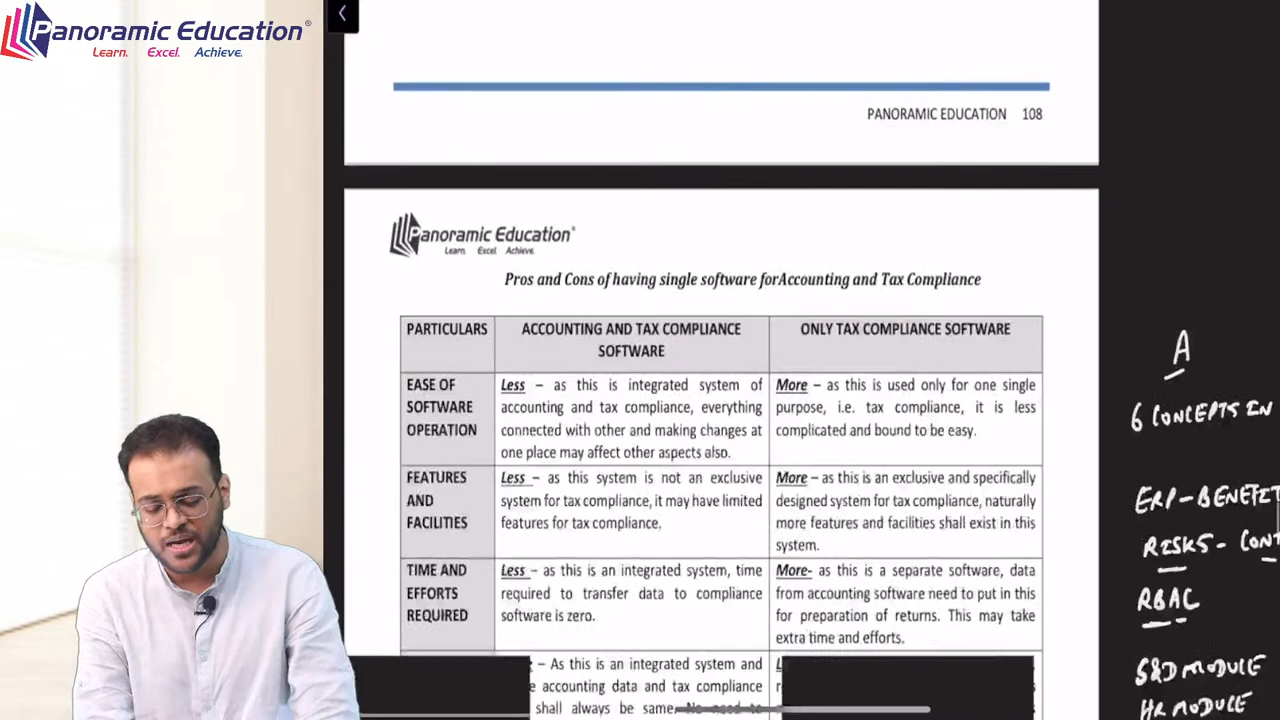 Panoramic Education®
Learn. Excel. Achieve.
PANORAMIC EDUCATION 108
Panoramic Education®
Learn. Excel. Achieve.
Pros and Cons of having single software forAccounting and Tax Compliance
PARTICULARS
ACCOUNTING AND TAX COMPLIANCE
SOFTWARE
ONLY TAX COMPLIANCE SOFTWARE
EASE OF
SOFTWARE
OPERATION
Less – as this is integrated system of
accounting and tax compliance, everything
connected with other and making changes at
one place may affect other aspects also.
More – as this is used only for one single
purpose, i.e. tax compliance, it is less
complicated and bound to be easy.
FEATURES
AND
FACILITIES
Less – as this system is not an exclusive
system for tax compliance, it may have limited
features for tax compliance.
More – as this is an exclusive and specifically
designed system for tax compliance, naturally
more features and facilities shall exist in this
system.
TIME AND
EFFORTS
REQUIRED
Less – as this is an integrated system, time
required to transfer data to compliance
software is zero.
More- as this is a separate software, data
from accounting software need to put in this
for preparation of returns. This may take
extra time and efforts.
– As this is an integrated system and
accounting data and tax compliance
shall always be same.
A
6 CONCEPTS IN
ERP-BENEFIT
RISKS - CONT
RBAC
S&D MODULE
HR MODULE